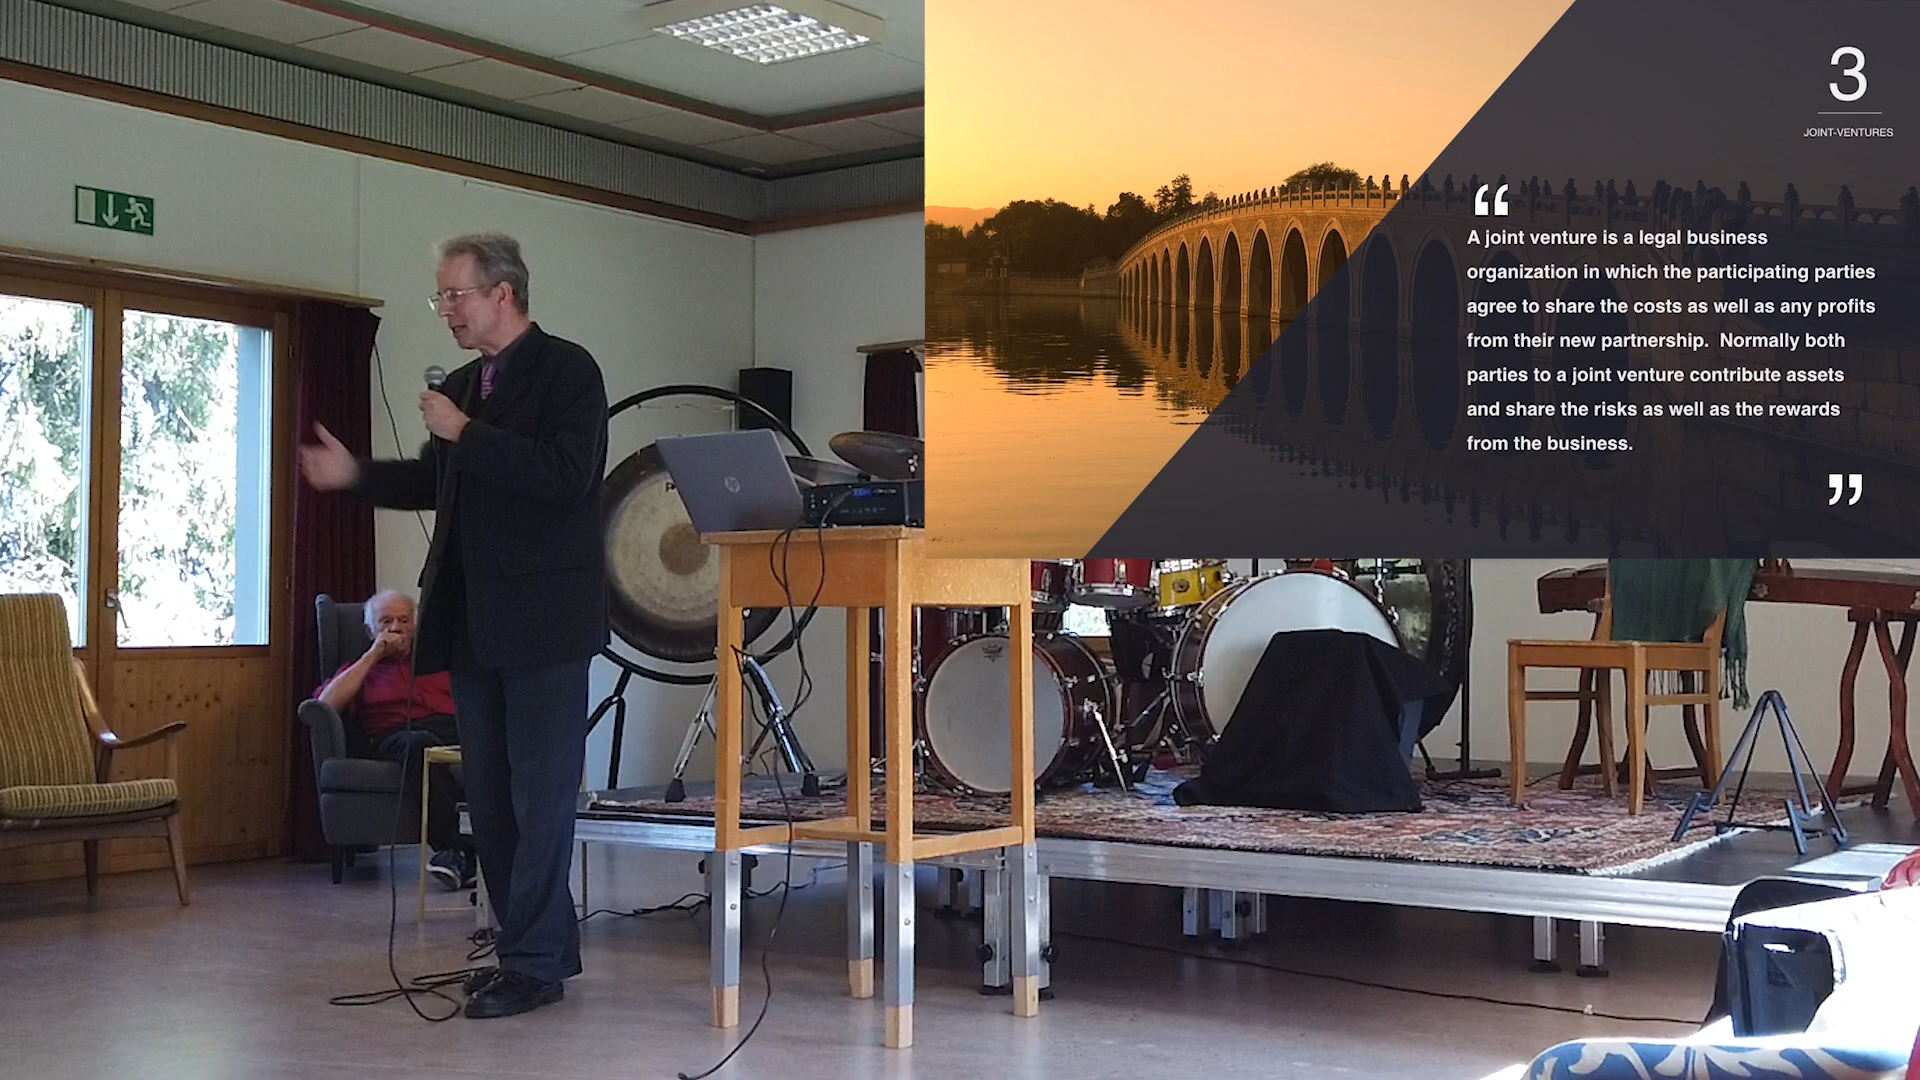 3
JOINT-VENTURES
“
A joint venture is a legal business
organization in which the participating parties
agree to share the costs as well as any profits
from their new partnership.  Normally both
parties to a joint venture contribute assets
and share the risks as well as the rewards
from the business.
”
hp